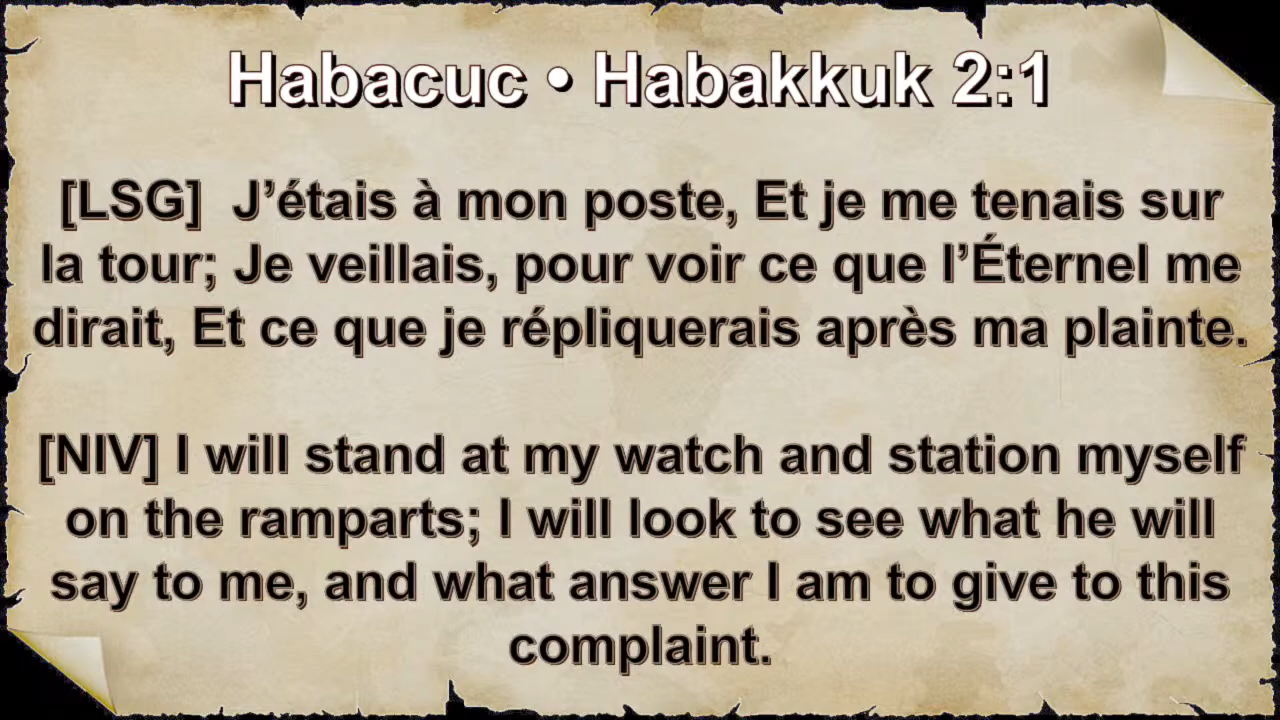 Habacuc • Habakkuk 2:1
[LSG]  J’étais à mon poste, Et je me tenais sur
la tour; Je veillais, pour voir ce que l’Éternel me
dirait, Et ce que je répliquerais après ma plainte.
[NIV] I will stand at my watch and station myself
on the ramparts; I will look to see what he will
say to me, and what answer I am to give to this
complaint.